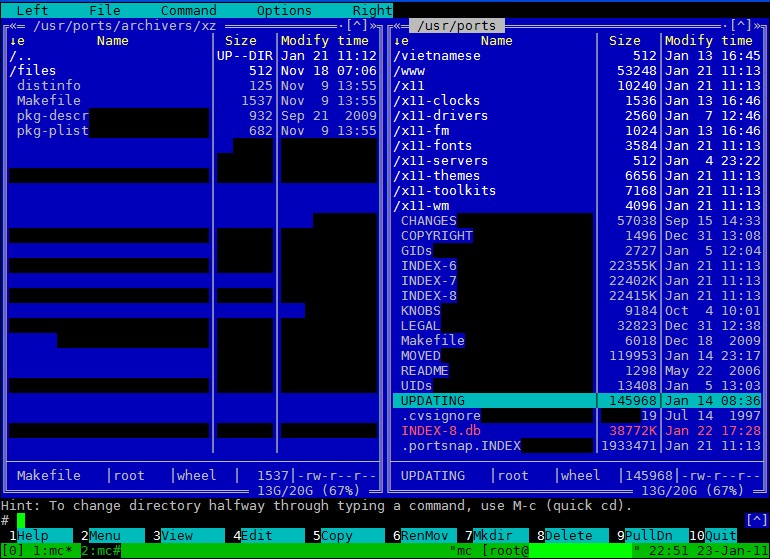 Left File Command Options Right
/usr/ports/archivers/xz [^] /usr/ports [^]
↓e Name Size Modify time ↓e Name Size Modify time
/.. UP--DIR Jan 21 11:12 /vietnamese 512 Jan 13 16:45
/files 512 Nov 18 07:06 /www 53248 Jan 21 11:13
distinfo 125 Nov 9 13:55 /x11 10240 Jan 21 11:13
Makefile 1537 Nov 9 13:55 /x11-clocks 1536 Jan 13 16:46
pkg-descr 932 Sep 21 2009 /x11-drivers 2560 Jan 7 12:46
pkg-plist 682 Nov 9 13:55 /x11-fm 1024 Jan 13 16:46
/x11-fonts 3584 Jan 21 11:13
/x11-servers 512 Jan 4 23:22
/x11-themes 6656 Jan 21 11:13
/x11-toolkits 7168 Jan 21 11:13
/x11-wm 4096 Jan 21 11:13
CHANGES 57038 Sep 15 14:33
COPYRIGHT 1496 Dec 31 13:08
GIDs 2727 Jan 5 12:04
INDEX-6 22355K Jan 21 11:13
INDEX-7 22402K Jan 21 11:13
INDEX-8 22415K Jan 21 11:13
KNOBS 9184 Oct 4 10:01
LEGAL 32823 Dec 31 12:38
Makefile 6018 Dec 18 2009
MOVED 119953 Jan 14 23:17
README 1298 May 22 2006
UIDs 13408 Jan 5 13:03
UPDATING 145968 Jan 14 08:36
.cvsignore 19 Jul 14 1997
INDEX-8.db 38772K Jan 22 17:28
.portsnap.INDEX 1933471 Jan 21 11:13
Makefile |root |wheel | 1537|-rw-r--r-- UPDATING |root |wheel |145968|-rw-r--r--
13G/20G (67%) 13G/20G (67%)
Hint: To change directory halfway through typing a command, use M-c (quick cd).
# [^]
1Help 2Menu 3View 4Edit 5Copy 6RenMov 7Mkdir 8Delete 9PullDn 10Quit
[0] 1:mc* 2:mc# "mc [root@ " 22:51 23-Jan-11